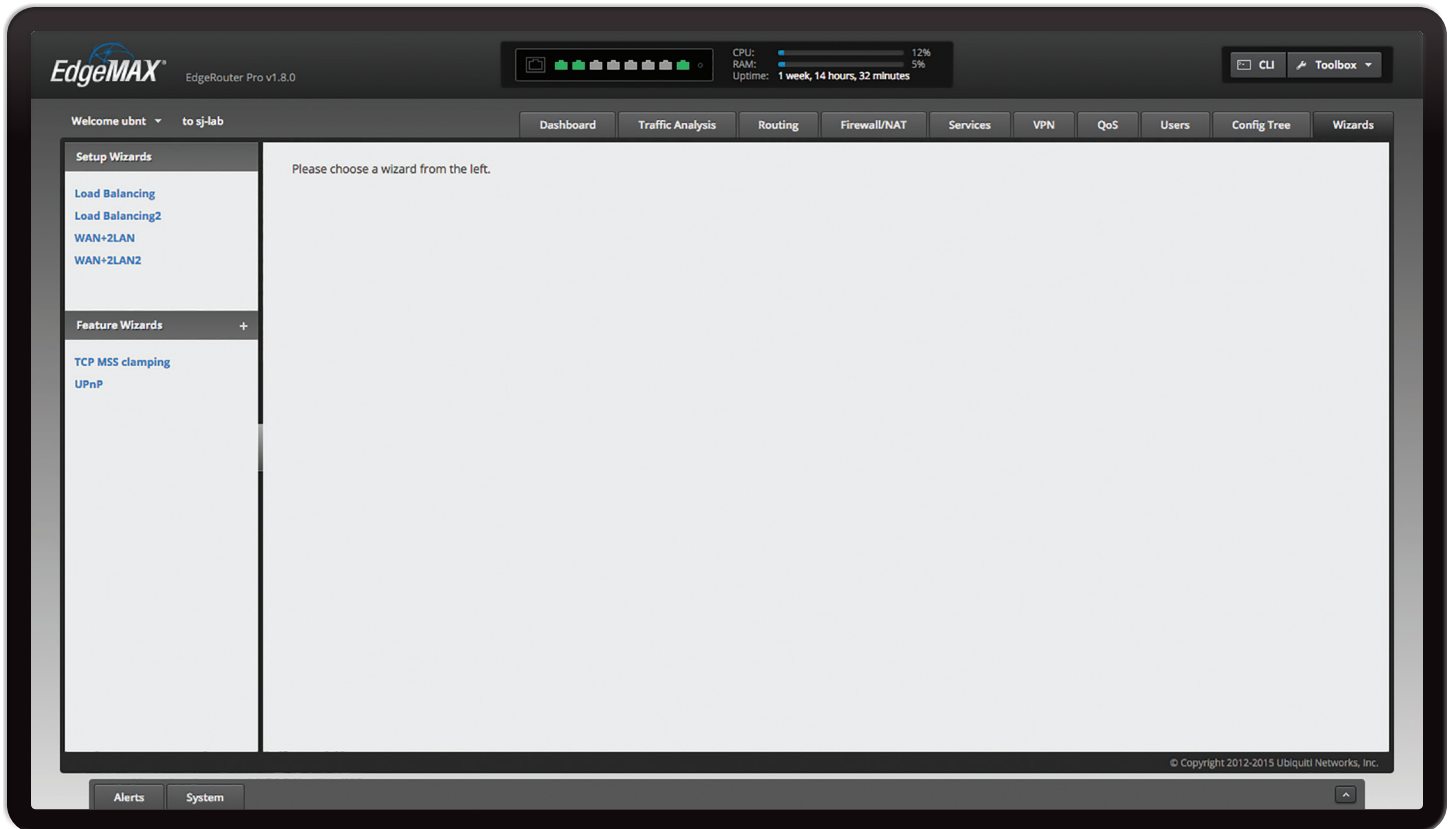 EdgeMAX®
EdgeRouter Pro v1.8.0
CPU: 12%
RAM: 5%
Uptime: 1 week, 14 hours, 32 minutes
CLI
Toolbox
Welcome ubnt to sj-lab
Dashboard Traffic Analysis Routing Firewall/NAT Services VPN QoS Users Config Tree Wizards
Setup Wizards
Load Balancing
Load Balancing2
WAN+2LAN
WAN+2LAN2
Feature Wizards +
TCP MSS clamping
UPnP
Please choose a wizard from the left.
© Copyright 2012-2015 Ubiquiti Networks, Inc.
Alerts System